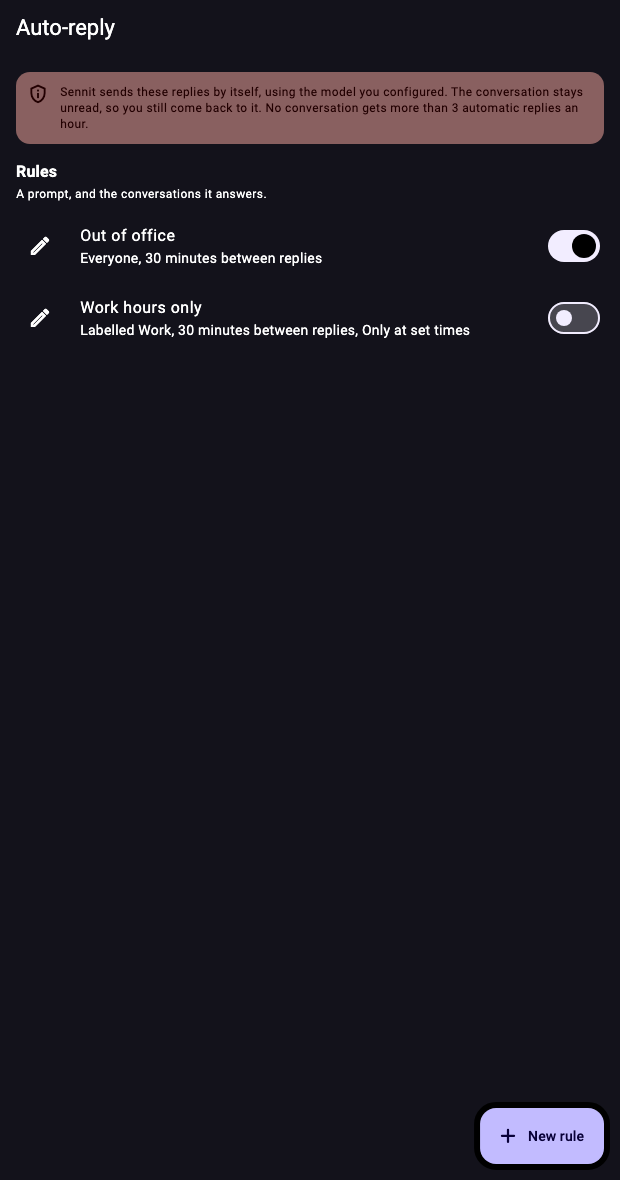 Auto-reply
Sennit sends these replies by itself, using the model you configured. The conversation stays
unread, so you still come back to it. No conversation gets more than 3 automatic replies an
hour.
Rules
A prompt, and the conversations it answers.
Out of office
Everyone, 30 minutes between replies
Work hours only
Labelled Work, 30 minutes between replies, Only at set times
New rule